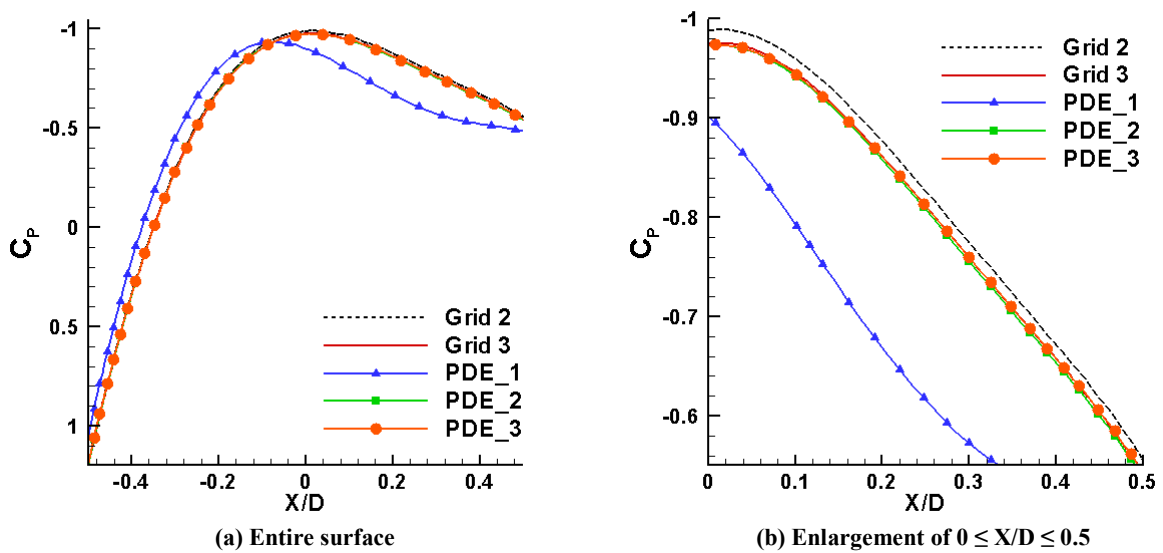 -1
-0.5
0
0.5
1
C_P
-0.4
-0.2
0
0.2
0.4
X/D
Grid 2
Grid 3
PDE_1
PDE_2
PDE_3
(a) Entire surface
-1
-0.9
-0.8
-0.7
-0.6
C_P
0
0.1
0.2
0.3
0.4
0.5
X/D
Grid 2
Grid 3
PDE_1
PDE_2
PDE_3
(b) Enlargement of 0 ≤ X/D ≤ 0.5